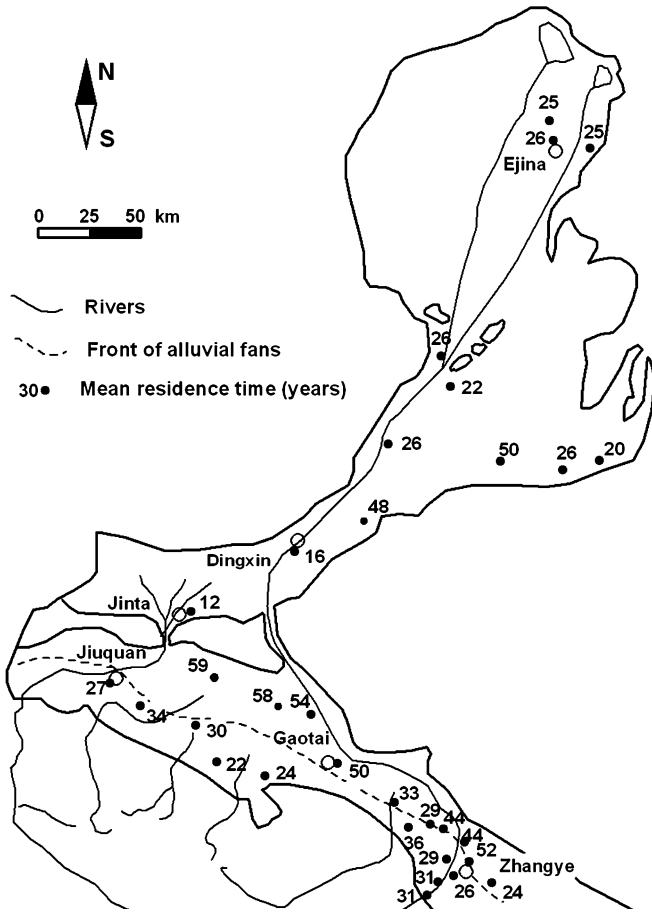 N
S
0 25 50 km
Rivers
Front of alluvial fans
30 Mean residence time (years)
25
26
25
Ejina
26
22
26
50
26
20
48
Dingxin
16
Jinta
12
Jiuquan
27
59
34
58
54
30
Gaotai
22
24
50
33
29
44
36
44
29
52
Zhangye
31
26
24
31